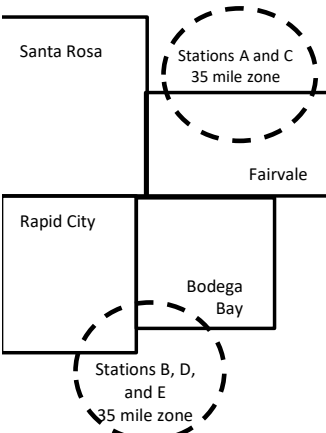 Santa Rosa
Stations A and C
35 mile zone
Fairvale
Rapid City
Bodega
Bay
Stations B, D,
and E
35 mile zone